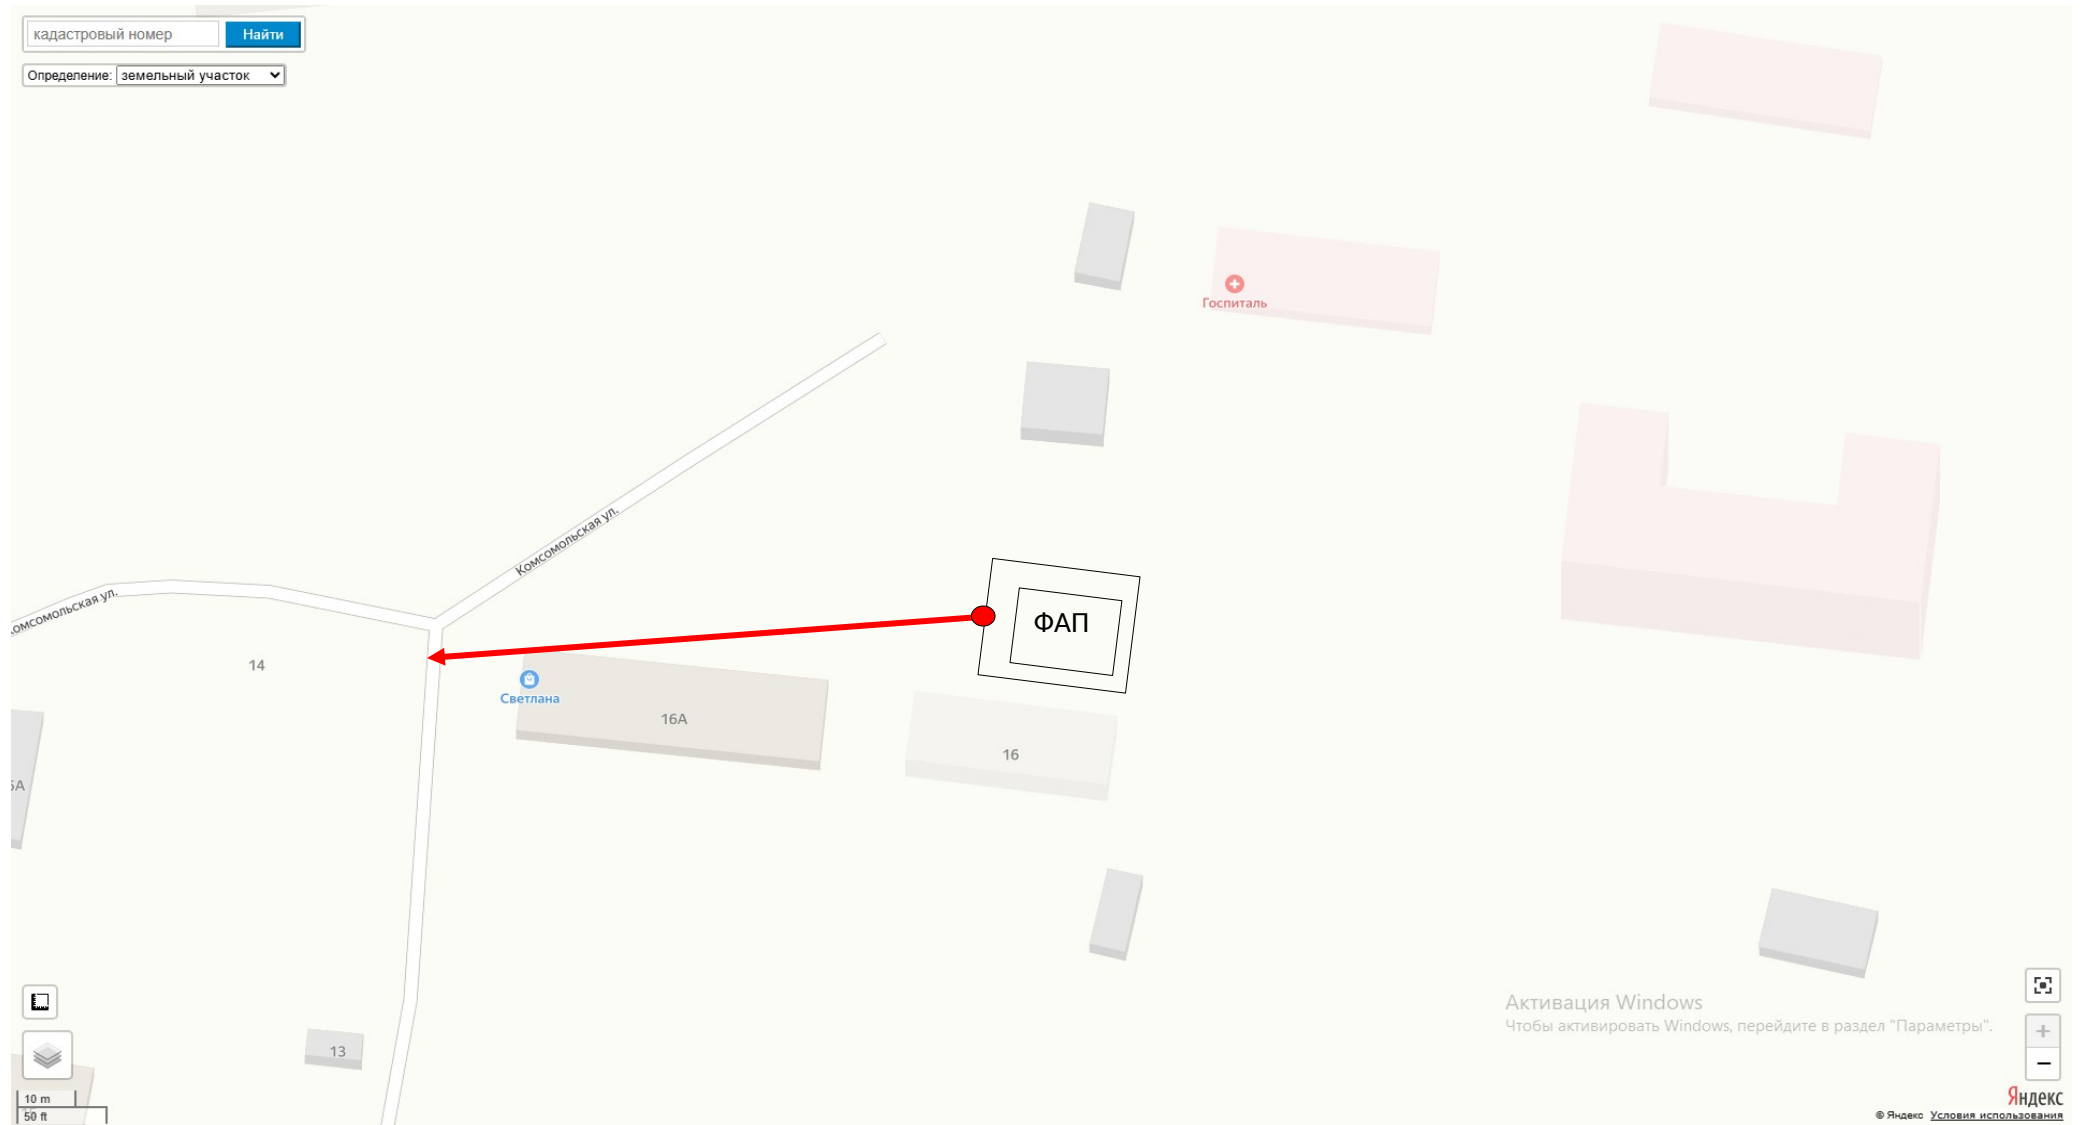 кадастровый номер
Найти
Определение: земельный участок
Госпиталь
Комсомольская ул.
омсомольская ул.
ФАП
14
Светлана
16А
16
5А
13
Активация Windows
Чтобы активировать Windows, перейдите в раздел "Параметры".
+
−
10 m
50 ft
Яндекс
© Яндекс Условия использования